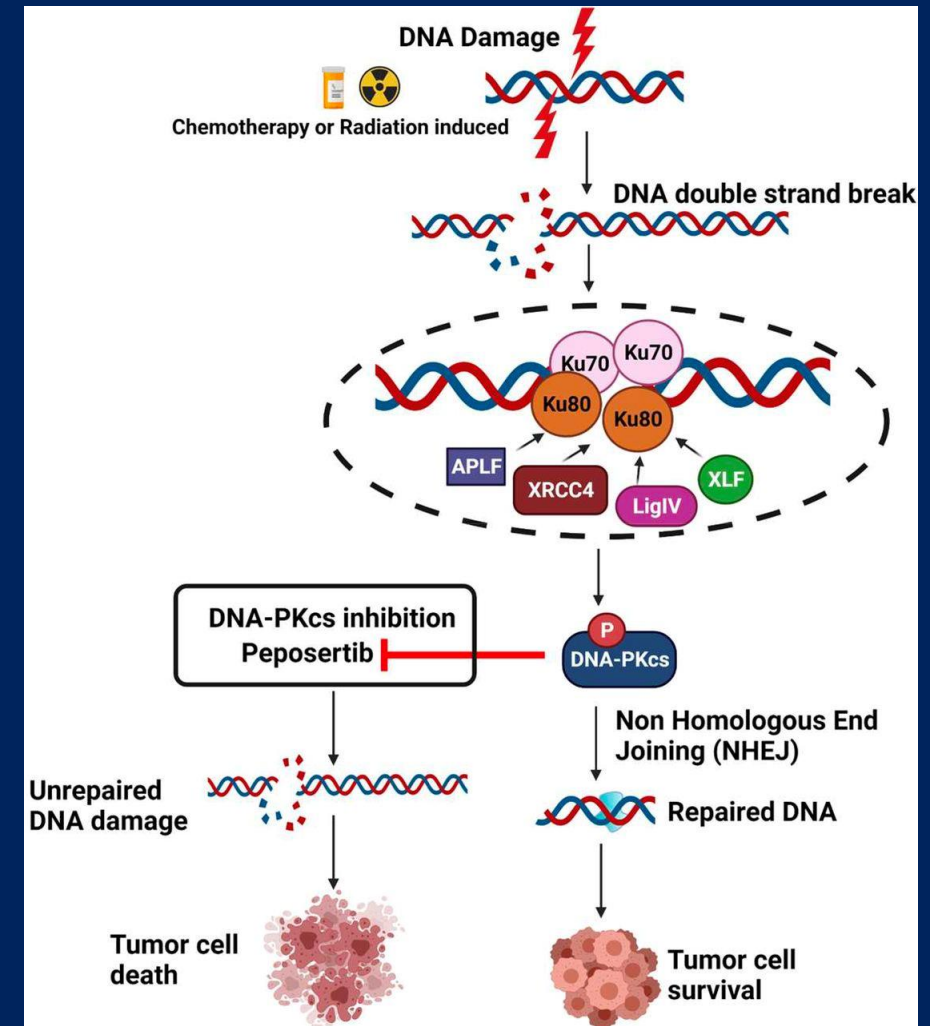 DNA Damage
Chemotherapy or Radiation induced
DNA double strand break
Ku70
Ku70
Ku80
Ku80
APLF
XRCC4
LigIV
XLF
DNA-PKcs inhibition
Peposertib
P
DNA-PKcs
Non Homologous End
Joining (NHEJ)
Unrepaired
DNA damage
Repaired DNA
Tumor cell
death
Tumor cell
survival